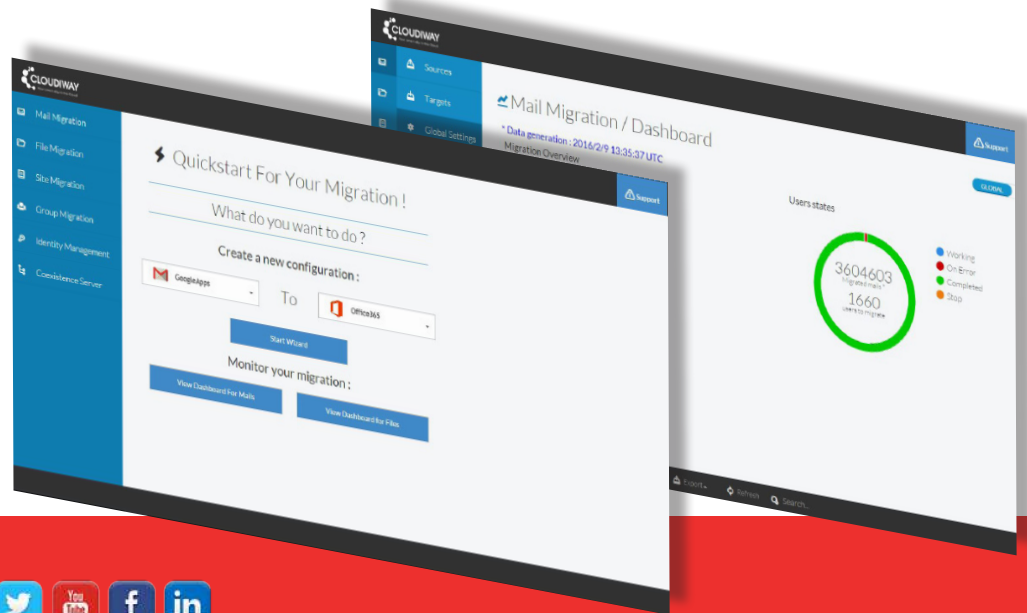 CLOUDIWAY
Mail Migration
File Migration
Site Migration
Group Migration
Identity Management
Coexistence Server
Support
Quickstart For Your Migration !
What do you want to do ?
Create a new configuration :
GoogleApps
To
Office365
Start Wizard
Monitor your migration :
View Dashboard For Mails
View Dashboard for Files
CLOUDIWAY
Sources
Targets
Global Settings
Support
Mail Migration / Dashboard
* Data generation : 2016/2/9 13:35:37 UTC
Migration Overview
GLOBAL
Users states
3604603
Migrated mails *
1660
users to migrate
Working
On Error
Completed
Stop
Export
Refresh
Search...
You
Tube
f
in